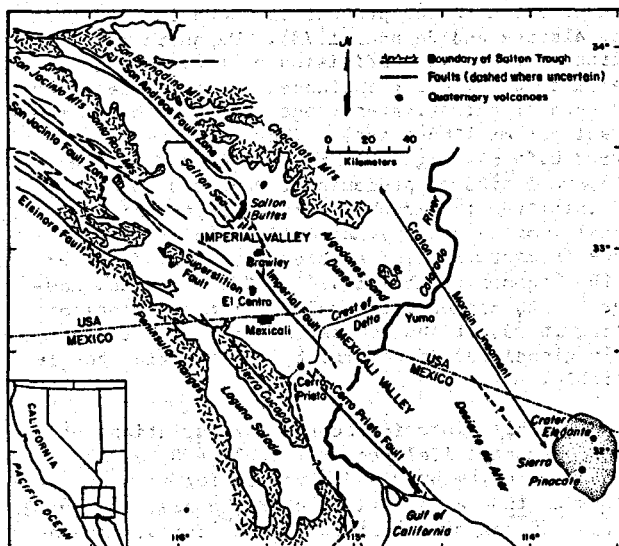 34°
N
Boundary of Salton Trough
Faults (dashed where uncertain)
Quaternary volcanoes
0 20 40
Kilometers
The San Bernadino Mts
San Andreas Fault Zone
San Jacinto Mts
Santa Rosa Mts
San Jacinto Fault Zone
Elsinore Fault
Chocolate Mts
Salton Sea
Salton
Buttes
IMPERIAL VALLEY
33°
Brawley
Superstition
Fault
El Centro
Imperial Fault
Algodones Sand
Dunes
Colorado
River
Craton Margin Linsoment
Crest of
Delta
Yuma
Mexicali
USA
MEXICO
Peninsular Range
Sierra Cucapa
Laguna Salada
Cerro
Prieto
MEXICALI VALLEY
Cerro Prieto Fault
USA
MEXICO
?
Desierto de Altar
Crater
Elegante
32°
Sierra
Pinacate
Gulf of
California
CALIFORNIA
PACIFIC OCEAN
116°
115°
114°